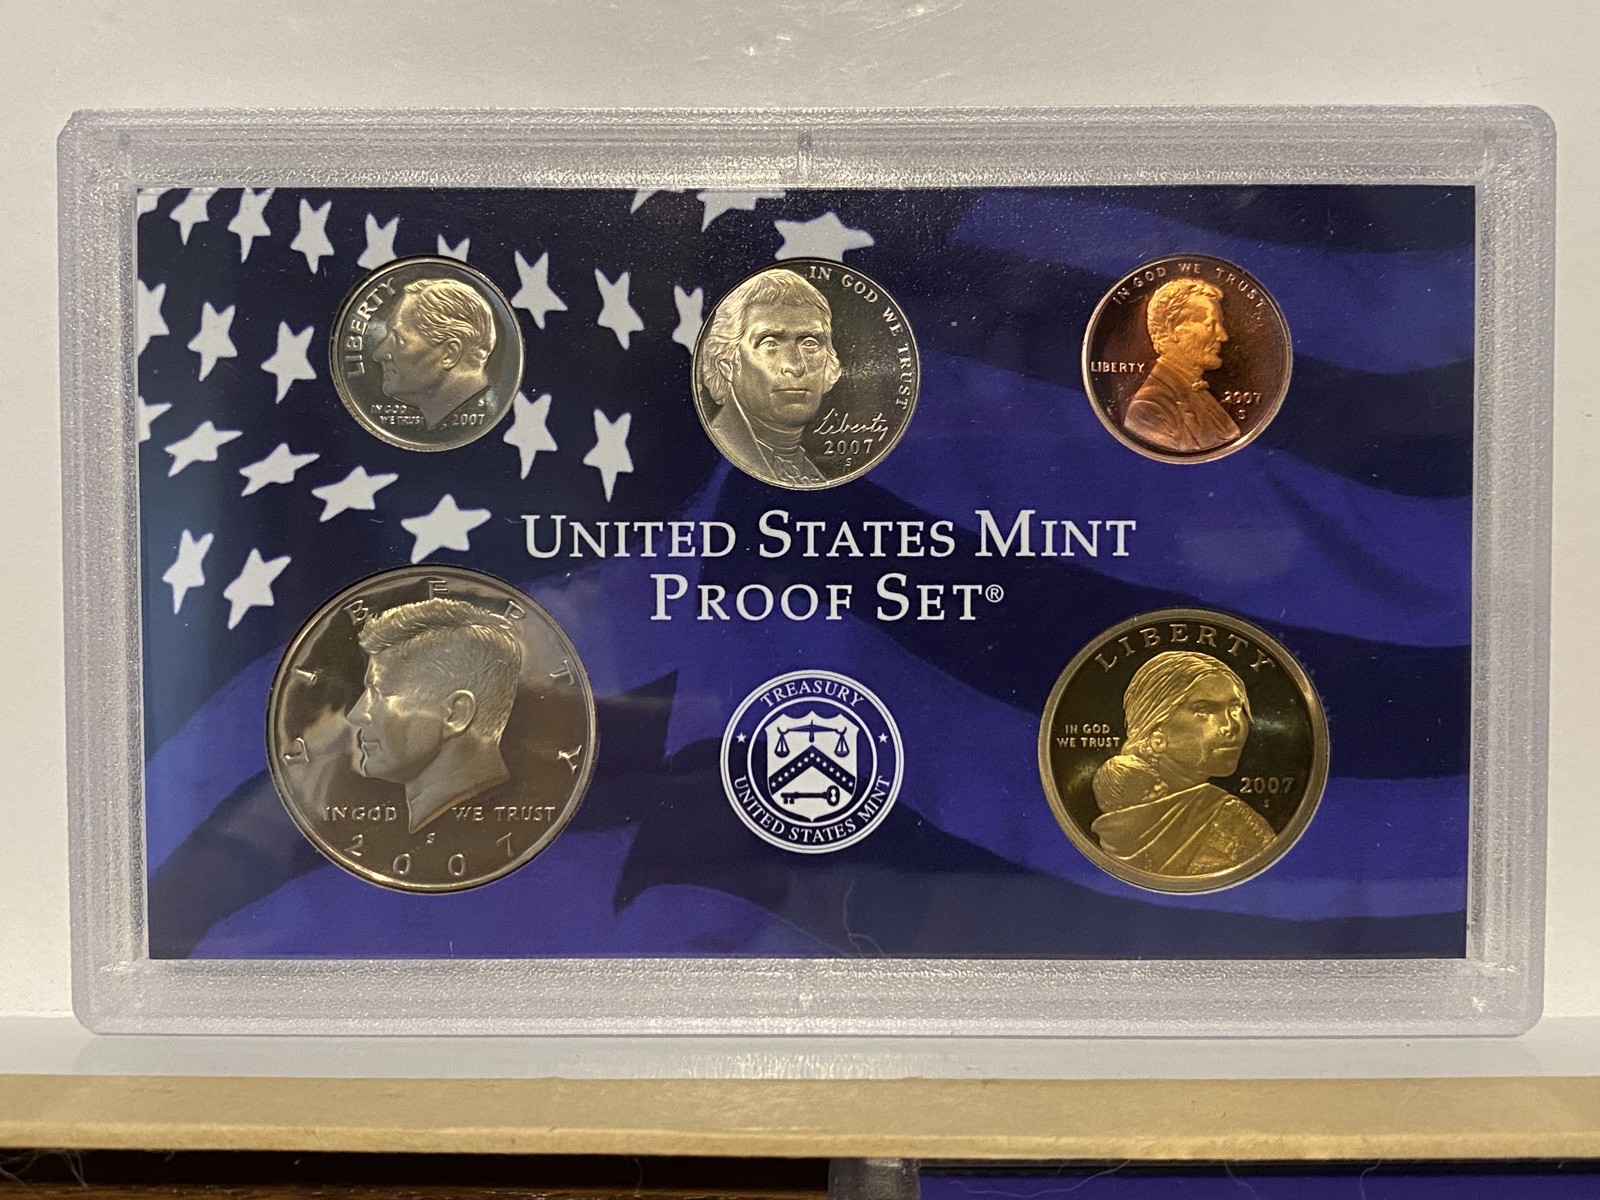 LIBERTY
IN GOD
WE TRUST
S
2007
IN GOD WE TRUST
Liberty
2007
S
IN GOD WE TRUST
LIBERTY
2007
S
UNITED STATES MINT
PROOF SET®
LIBERTY
IN GOD WE TRUST
S
2007
TREASURY
UNITED STATES MINT
LIBERTY
IN GOD
WE TRUST
2007
S